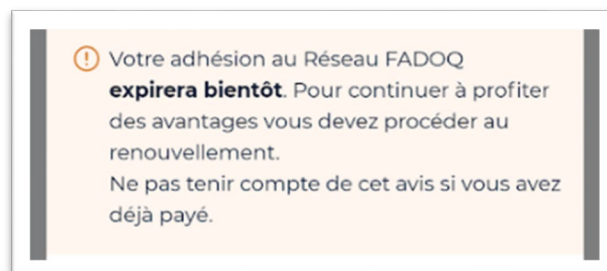 Votre adhésion au Réseau FADOQ
expirera bientôt. Pour continuer à profiter
des avantages vous devez procéder au
renouvellement.
Ne pas tenir compte de cet avis si vous avez
déjà payé.